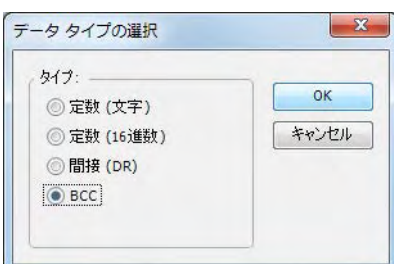 データ タイプの選択
タイプ:
定数 (文字)
定数 (16進数)
間接 (DR)
BCC
OK
キャンセル